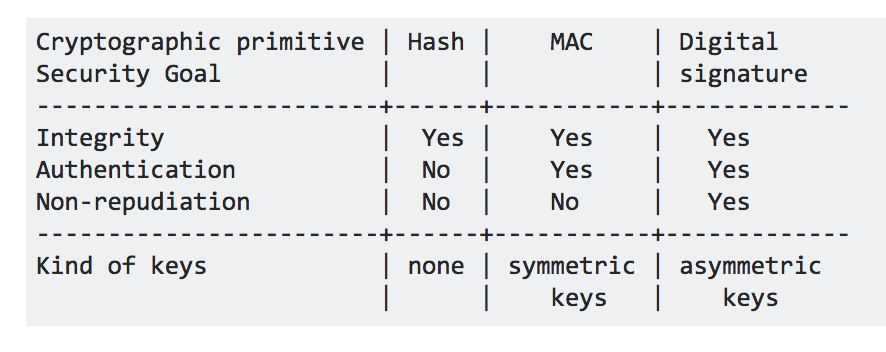 Cryptographic primitive | Hash |    MAC    | Digital
Security Goal           |      |           | signature
------------------------+------+-----------+-------------
Integrity               |  Yes |    Yes    |   Yes
Authentication          |  No  |    Yes    |   Yes
Non-repudiation         |  No  |    No     |   Yes
------------------------+------+-----------+-------------
Kind of keys            | none | symmetric | asymmetric
                        |      |    keys   |    keys